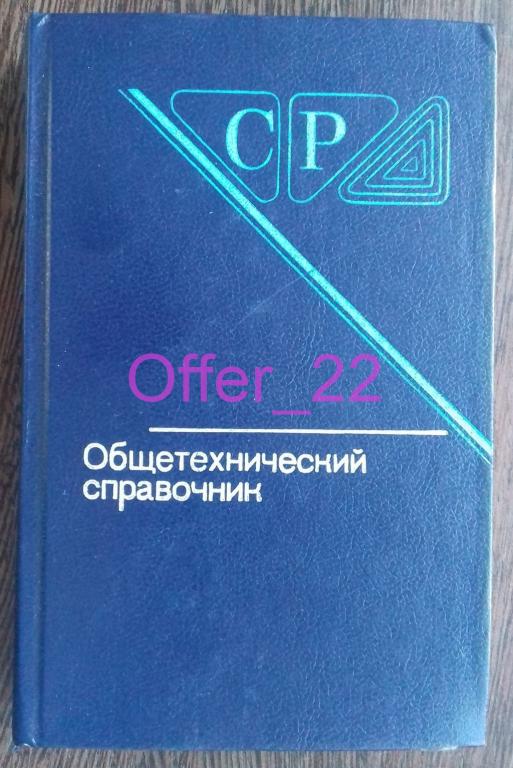 СР
Offer_22
Общетехнический
справочник